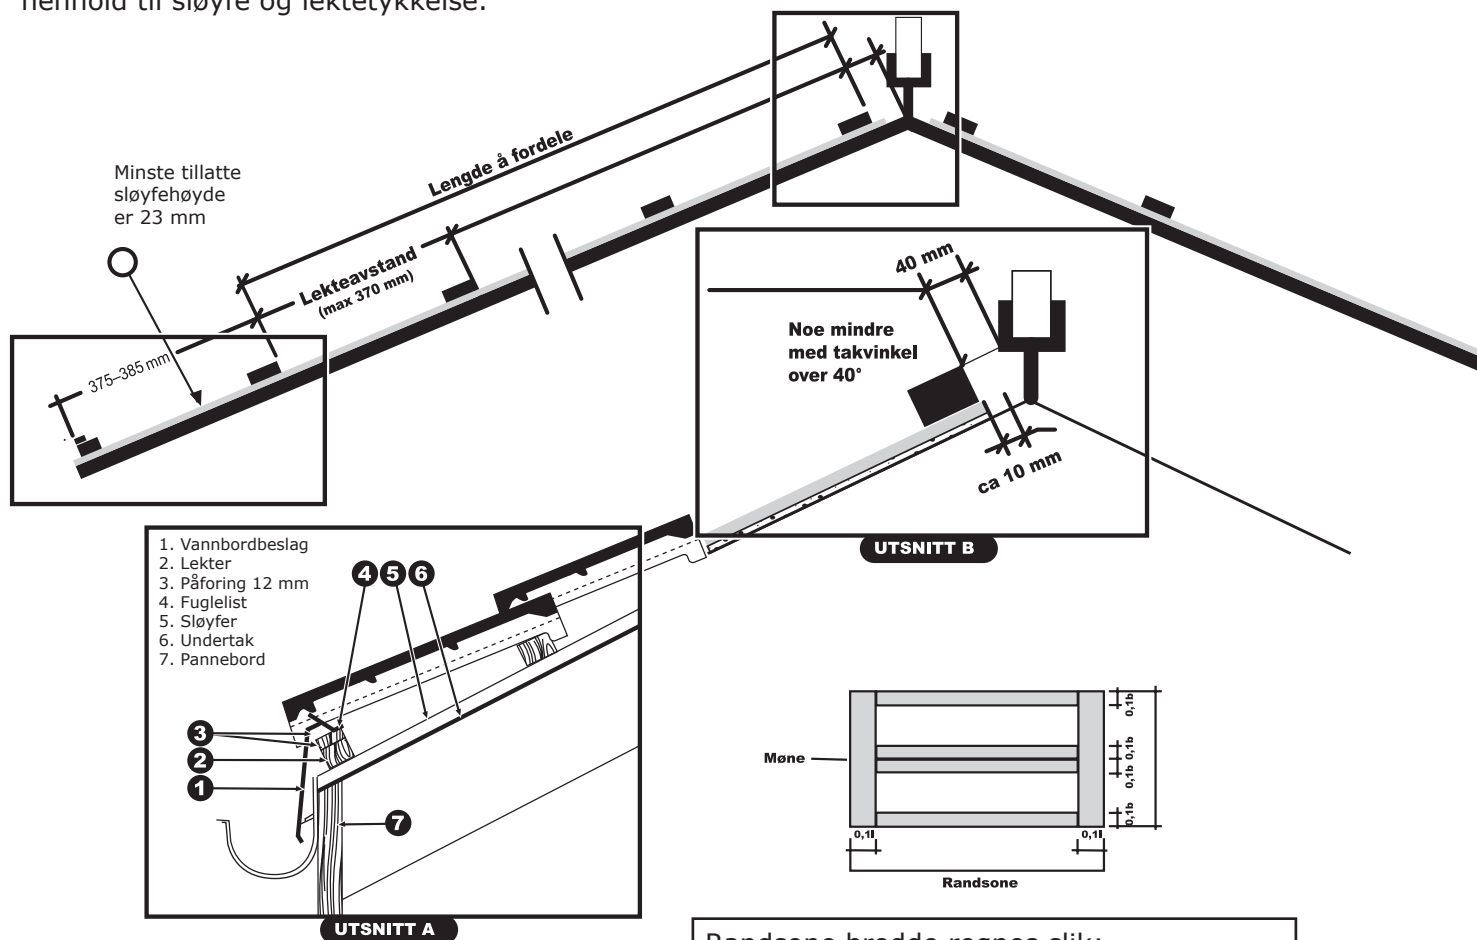 henhold til sløyfe og lektetykkelse.
Lengde å fordele
Minste tillatte
sløyfehøyde
er 23 mm
Lekteavstand
(max 370 mm)
375–385 mm
40 mm
Noe mindre
med takvinkel
over 40°
ca 10 mm
UTSNITT B
1. Vannbordbeslag
2. Lekter
3. Påforing 12 mm
4. Fuglelist
5. Sløyfer
6. Undertak
7. Pannebord
4 5 6
3
2
1
7
UTSNITT A
0,1b
Møne
0,1b
0,1b
0,1b
0,1l 0,1l
Randsone
Randsone bredde regnes slik: